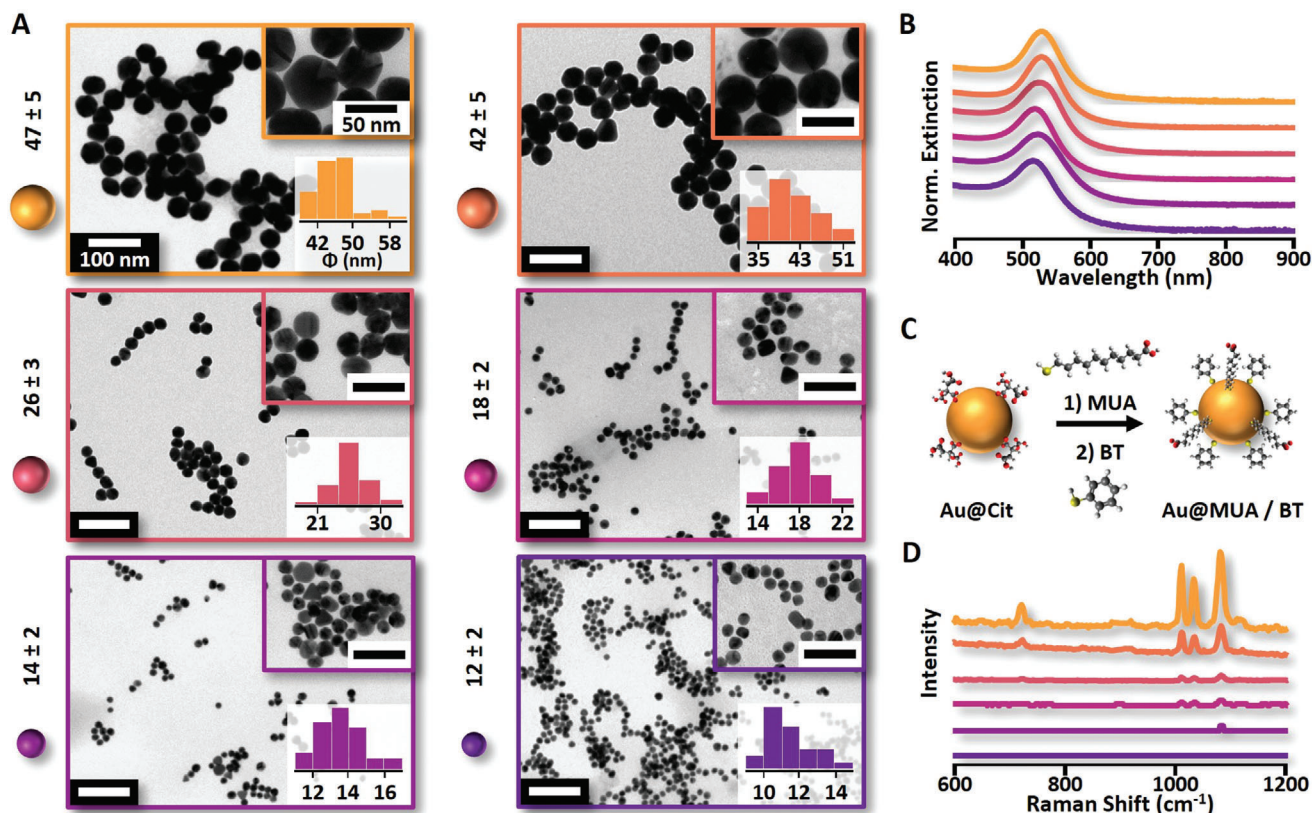 A
47 ± 5
50 nm
42 50 58
Φ (nm)
100 nm
42 ± 5
35 43 51
26 ± 3
21 30
18 ± 2
14 18 22
14 ± 2
12 14 16
12 ± 2
10 12 14
B
Norm. Extinction
400 500 600 700 800 900
Wavelength (nm)
C
1) MUA
2) BT
Au@Cit
Au@MUA / BT
D
Intensity
600 800 1000 1200
Raman Shift (cm⁻¹)